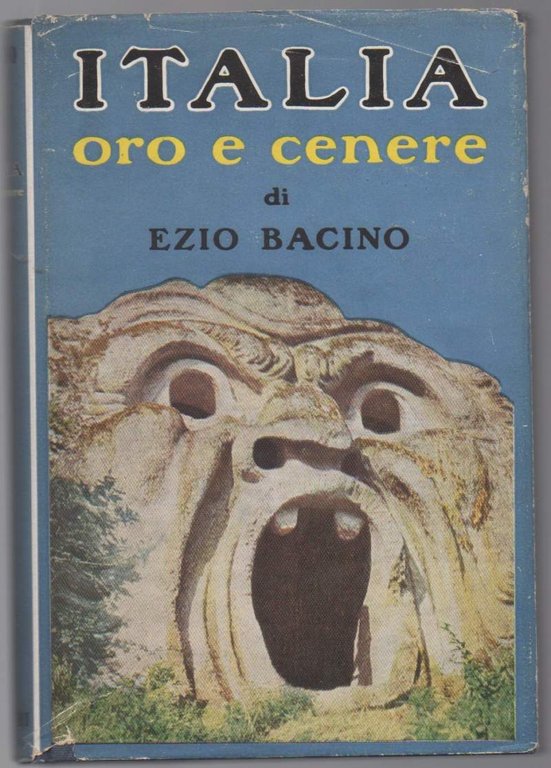 ITALIA
oro e cenere
di
EZIO BACINO